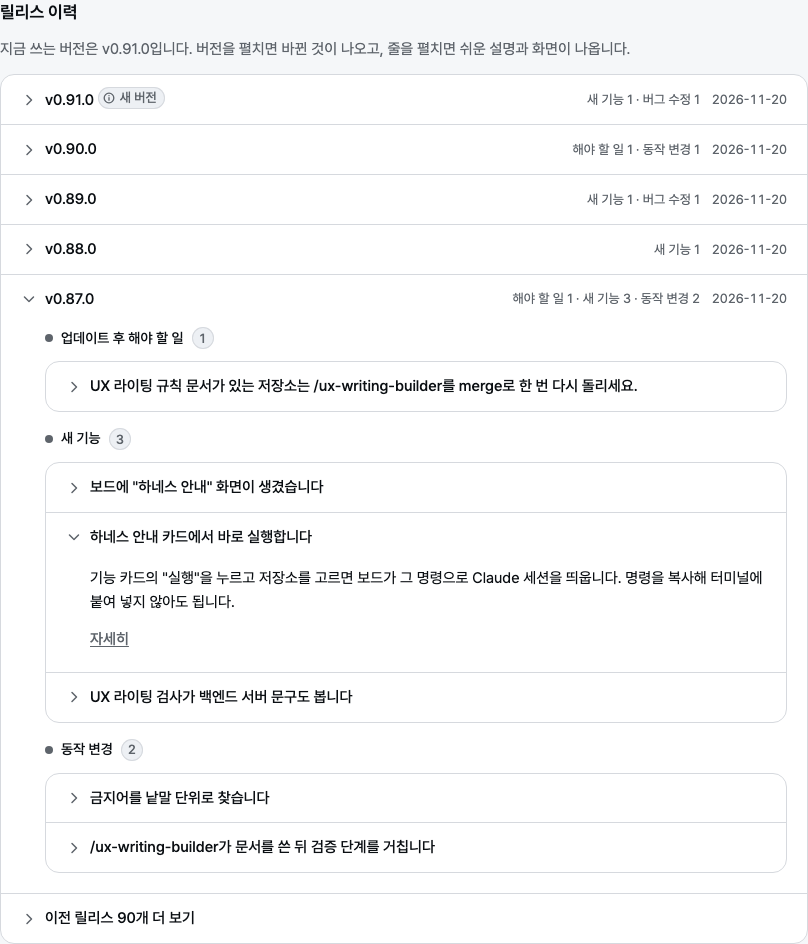 릴리스 이력
지금 쓰는 버전은 v0.91.0입니다. 버전을 펼치면 바뀐 것이 나오고, 줄을 펼치면 쉬운 설명과 화면이 나옵니다.
v0.91.0 새 버전 새 기능 1 · 버그 수정 1 2026-11-20
v0.90.0 해야 할 일 1 · 동작 변경 1 2026-11-20
v0.89.0 새 기능 1 · 버그 수정 1 2026-11-20
v0.88.0 새 기능 1 2026-11-20
v0.87.0 해야 할 일 1 · 새 기능 3 · 동작 변경 2 2026-11-20
업데이트 후 해야 할 일 1
UX 라이팅 규칙 문서가 있는 저장소는 /ux-writing-builder를 merge로 한 번 다시 돌리세요.
새 기능 3
보드에 "하네스 안내" 화면이 생겼습니다
하네스 안내 카드에서 바로 실행합니다
기능 카드의 "실행"을 누르고 저장소를 고르면 보드가 그 명령으로 Claude 세션을 띄웁니다. 명령을 복사해 터미널에
붙여 넣지 않아도 됩니다.
자세히
UX 라이팅 검사가 백엔드 서버 문구도 봅니다
동작 변경 2
금지어를 낱말 단위로 찾습니다
/ux-writing-builder가 문서를 쓴 뒤 검증 단계를 거칩니다
이전 릴리스 90개 더 보기